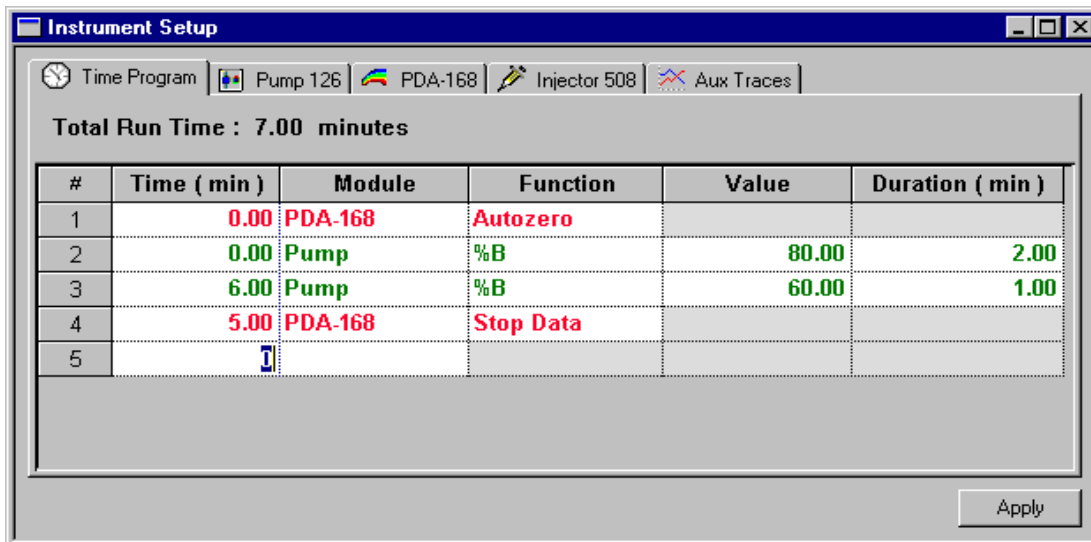 Instrument Setup
Time Program Pump 126 PDA-168 Injector 508 Aux Traces
Total Run Time : 7.00 minutes
# Time ( min ) Module Function Value Duration ( min )
1 0.00 PDA-168 Autozero
2 0.00 Pump %B 80.00 2.00
3 6.00 Pump %B 60.00 1.00
4 5.00 PDA-168 Stop Data
5
Apply